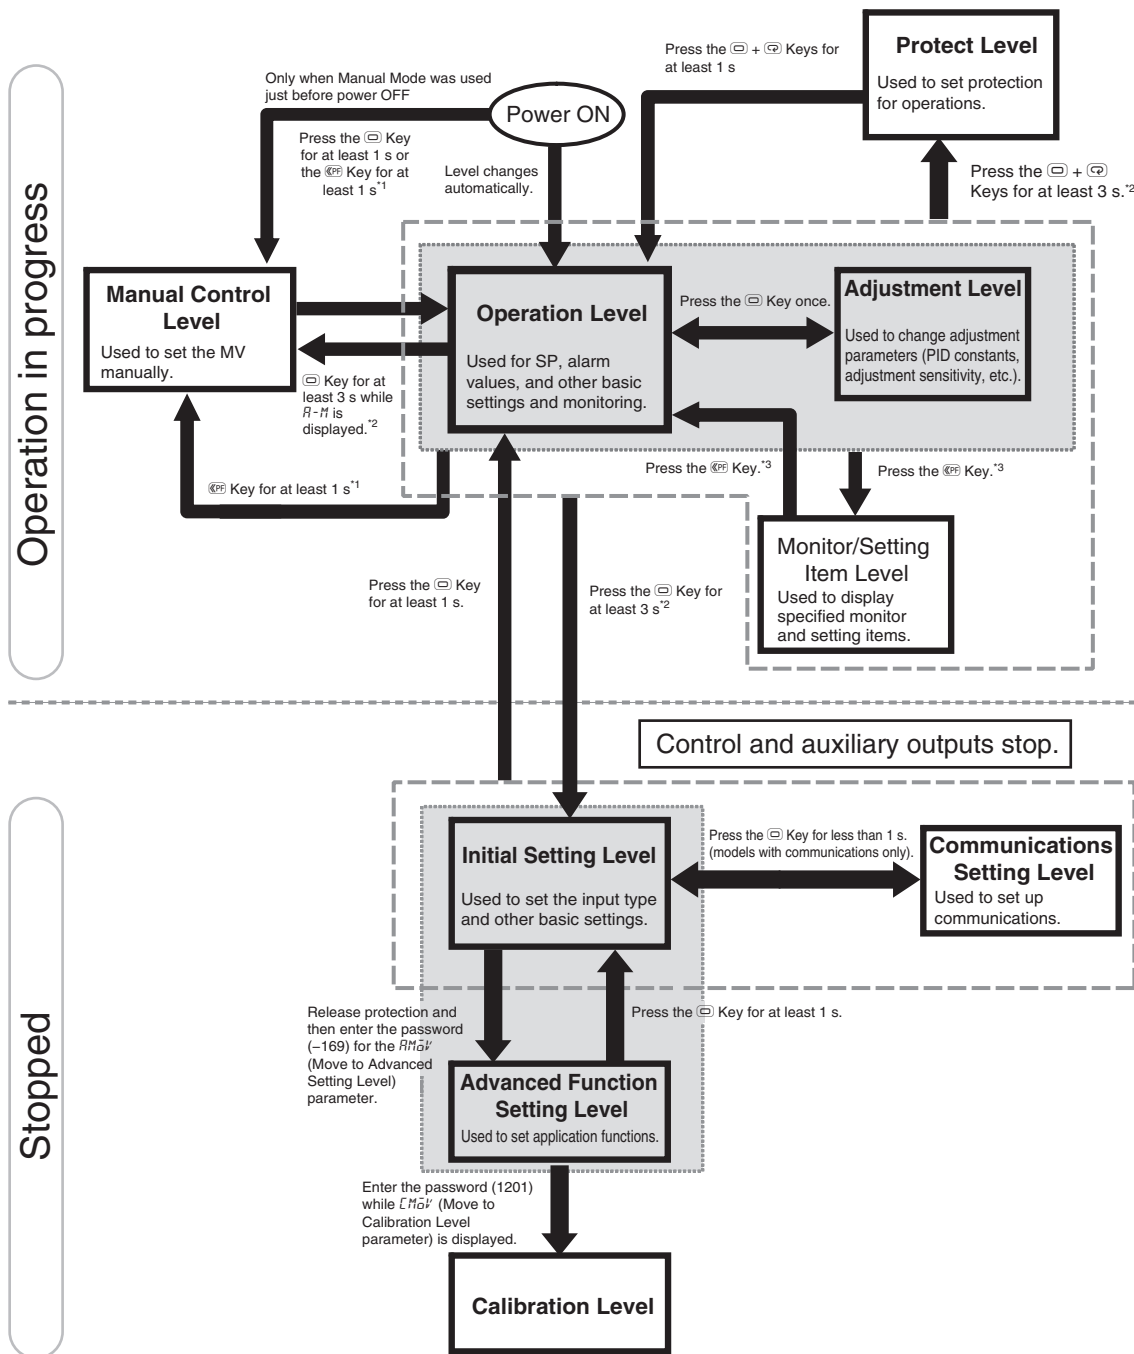 Operation in progress
Only when Manual Mode was used
just before power OFF
Power ON
Press the Key
for at least 1 s or
the PF Key for at
least 1 s*1
Level changes
automatically.
Press the + Keys for
at least 1 s
Protect Level
Used to set protection
for operations.
Press the +
Keys for at least 3 s.*2
Manual Control
Level
Used to set the MV
manually.
Operation Level
Used for SP, alarm
values, and other basic
settings and monitoring.
Press the Key once.
Adjustment Level
Used to change adjustment
parameters (PID constants,
adjustment sensitivity, etc.).
Key for at
least 3 s while
A-M is
displayed.*2
PF Key for at least 1 s*1
Press the PF Key.*3
Press the PF Key.*3
Monitor/Setting
Item Level
Used to display
specified monitor
and setting items.
Press the Key
for at least 1 s.
Press the Key for
at least 3 s*2
Stopped
Control and auxiliary outputs stop.
Initial Setting Level
Used to set the input type
and other basic settings.
Press the Key for less than 1 s.
(models with communications only).
Communications
Setting Level
Used to set up
communications.
Release protection and
then enter the password
(–169) for the AMOV
(Move to Advanced
Setting Level)
parameter.
Press the Key for at least 1 s.
Advanced Function
Setting Level
Used to set application functions.
Enter the password (1201)
while CMOV (Move to
Calibration Level
parameter) is displayed.
Calibration Level